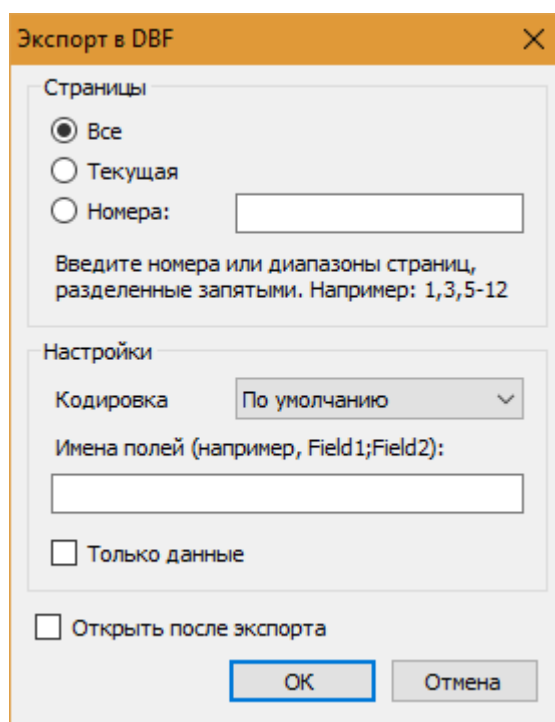 Экспорт в DBF
Страницы
Все
Текущая
Номера:
Введите номера или диапазоны страниц,
разделенные запятыми. Например: 1,3,5-12
Настройки
Кодировка По умолчанию
Имена полей (например, Field1;Field2):
Только данные
Открыть после экспорта
ОК Отмена